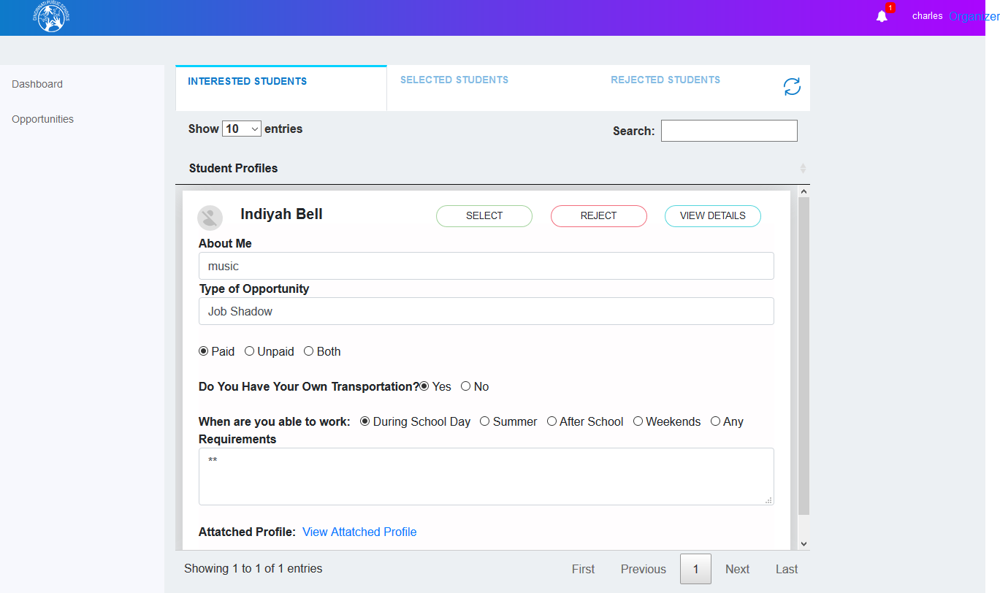 CINCINNATI PUBLIC SCHOOLS
1
charles Organizer
Dashboard
Opportunities
INTERESTED STUDENTS
SELECTED STUDENTS
REJECTED STUDENTS
Show 10 entries
Search:
Student Profiles
Indiyah Bell
SELECT
REJECT
VIEW DETAILS
About Me
music
Type of Opportunity
Job Shadow
Paid Unpaid Both
Do You Have Your Own Transportation? Yes No
When are you able to work: During School Day Summer After School Weekends Any
Requirements
**
Attatched Profile: View Attatched Profile
Showing 1 to 1 of 1 entries
First Previous 1 Next Last